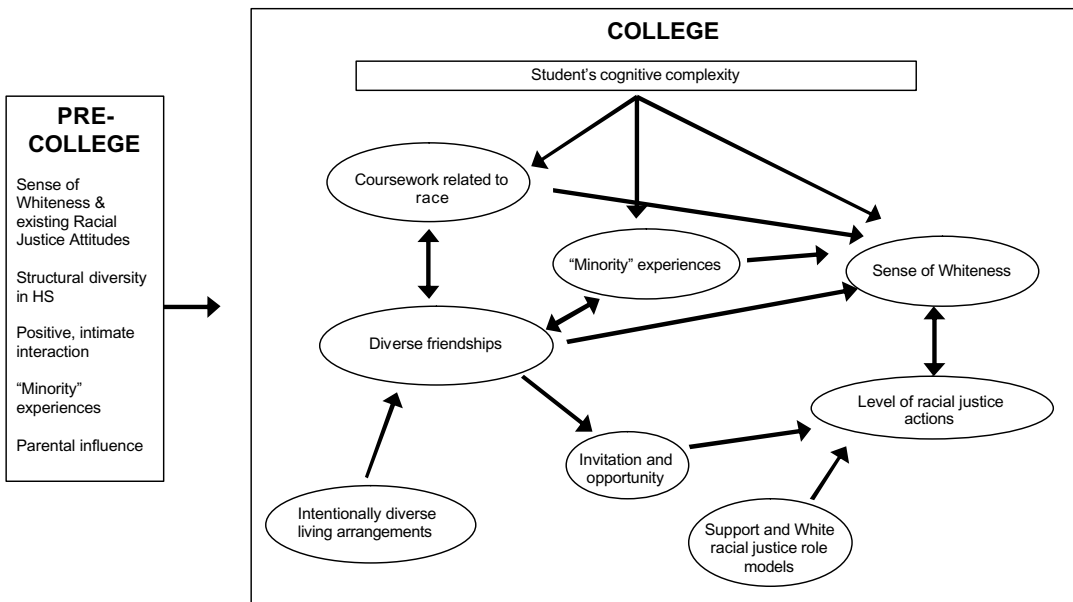 PRE-
COLLEGE
Sense of
Whiteness &
existing Racial
Justice Attitudes
Structural diversity
in HS
Positive, intimate
interaction
“Minority”
experiences
Parental influence
COLLEGE
Student’s cognitive complexity
Coursework related to
race
“Minority” experiences
Sense of Whiteness
Diverse friendships
Level of racial justice
actions
Invitation and
opportunity
Intentionally diverse
living arrangements
Support and White
racial justice role
models